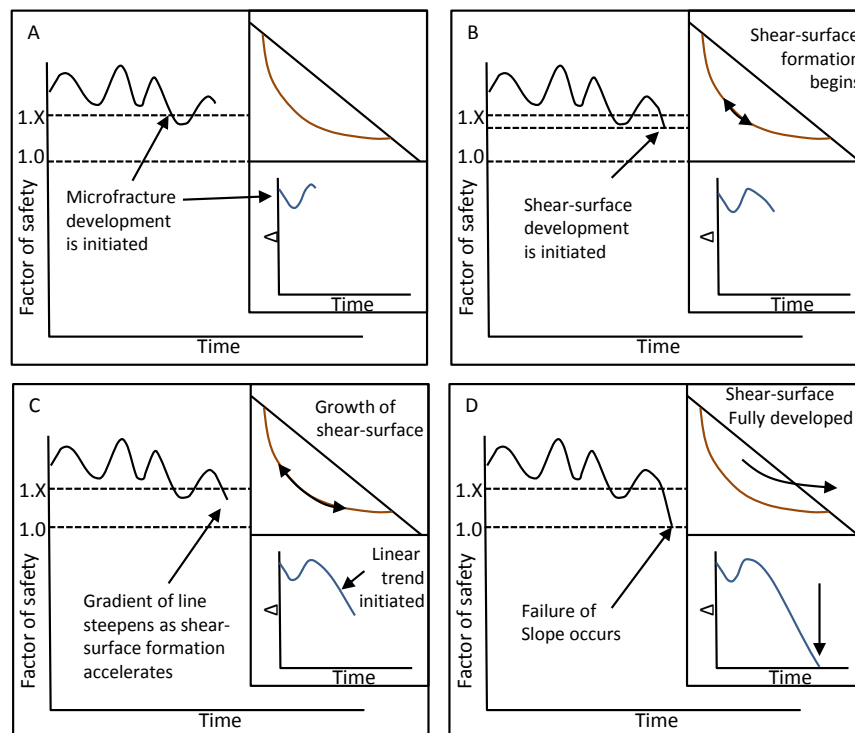 A
1.X
1.0
Factor of safety
Microfracture
development
is initiated
Δ
Time
Time
B
Shear-surface
formation
begins
1.X
1.0
Factor of safety
Shear-surface
development
is initiated
Δ
Time
Time
C
Growth of
shear-surface
1.X
1.0
Factor of safety
Gradient of line
steepens as shear-
surface formation
accelerates
Linear
trend
initiated
Δ
Time
Time
D
Shear-surface
Fully developed
1.X
1.0
Factor of safety
Failure of
Slope occurs
Δ
Time
Time